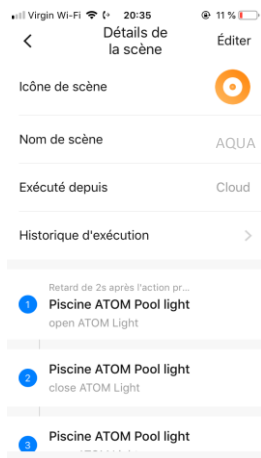 Virgin Wi-Fi 20:35 11 %
Détails de
la scène
Éditer
Icône de scène
Nom de scène AQUA
Exécuté depuis Cloud
Historique d'exécution
Retard de 2s après l'action pr...
1 Piscine ATOM Pool light
open ATOM Light
2 Piscine ATOM Pool light
close ATOM Light
3 Piscine ATOM Pool light